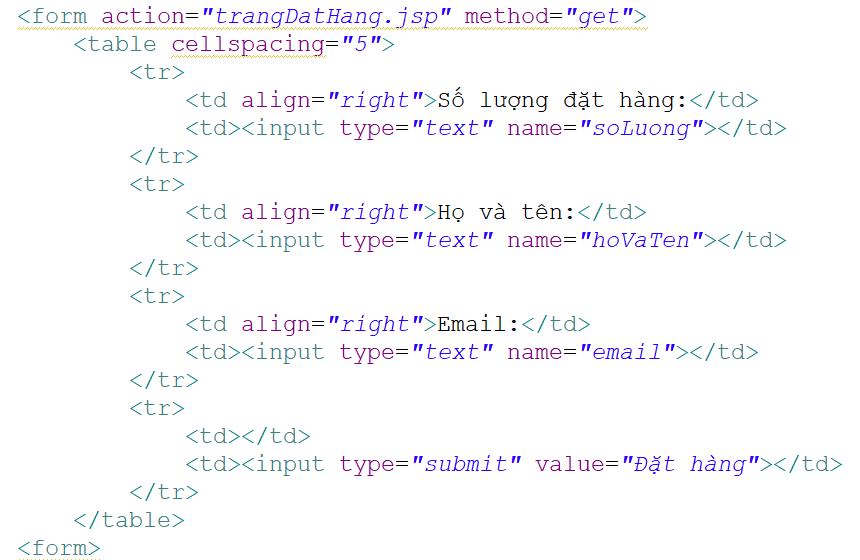 <form action="trangDatHang.jsp" method="get">
<table cellspacing="5">
<tr>
<td align="right">Số lượng đặt hàng:</td>
<td><input type="text" name="soLuong"></td>
</tr>
<tr>
<td align="right">Họ và tên:</td>
<td><input type="text" name="hoVaTen"></td>
</tr>
<tr>
<td align="right">Email:</td>
<td><input type="text" name="email"></td>
</tr>
<tr>
<td></td>
<td><input type="submit" value="Đặt hàng"></td>
</tr>
</table>
<form>